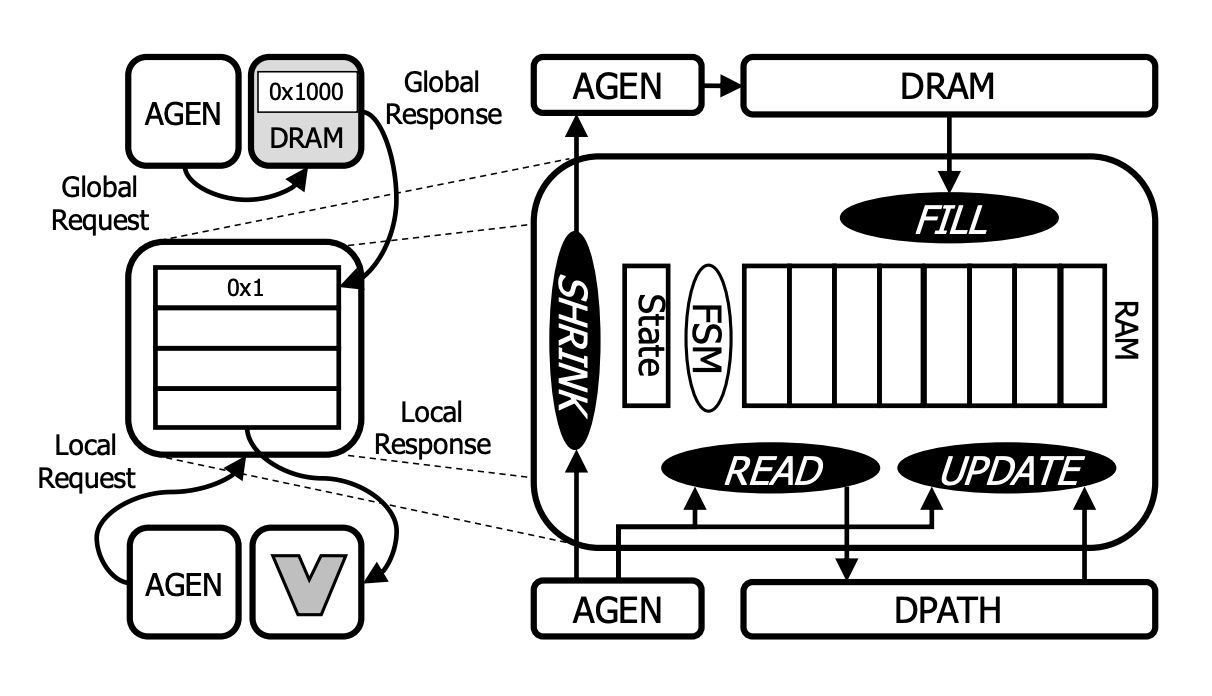 AGEN
0x1000
DRAM
Global
Response
Global
Request
0x1
Local
Request
Local
Response
AGEN
AGEN
DRAM
FILL
SHRINK
State
FSM
RAM
READ
UPDATE
AGEN
DPATH